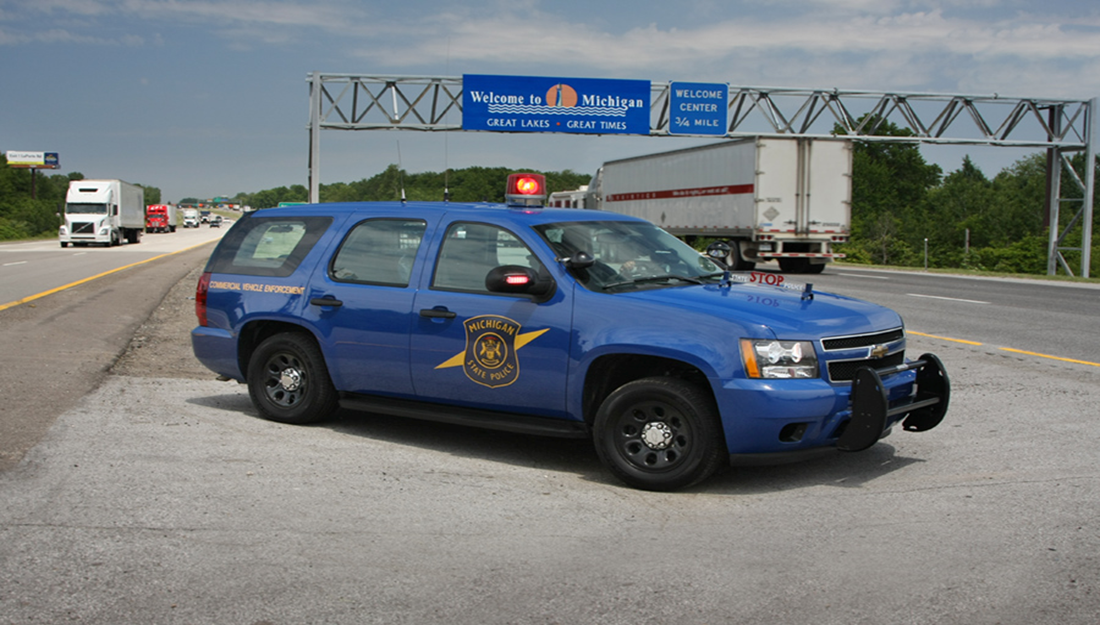 Welcome to Michigan
GREAT LAKES • GREAT TIMES
WELCOME
CENTER
3/4 MILE
STOP
COMMERCIAL VEHICLE ENFORCEMENT
MICHIGAN
STATE POLICE